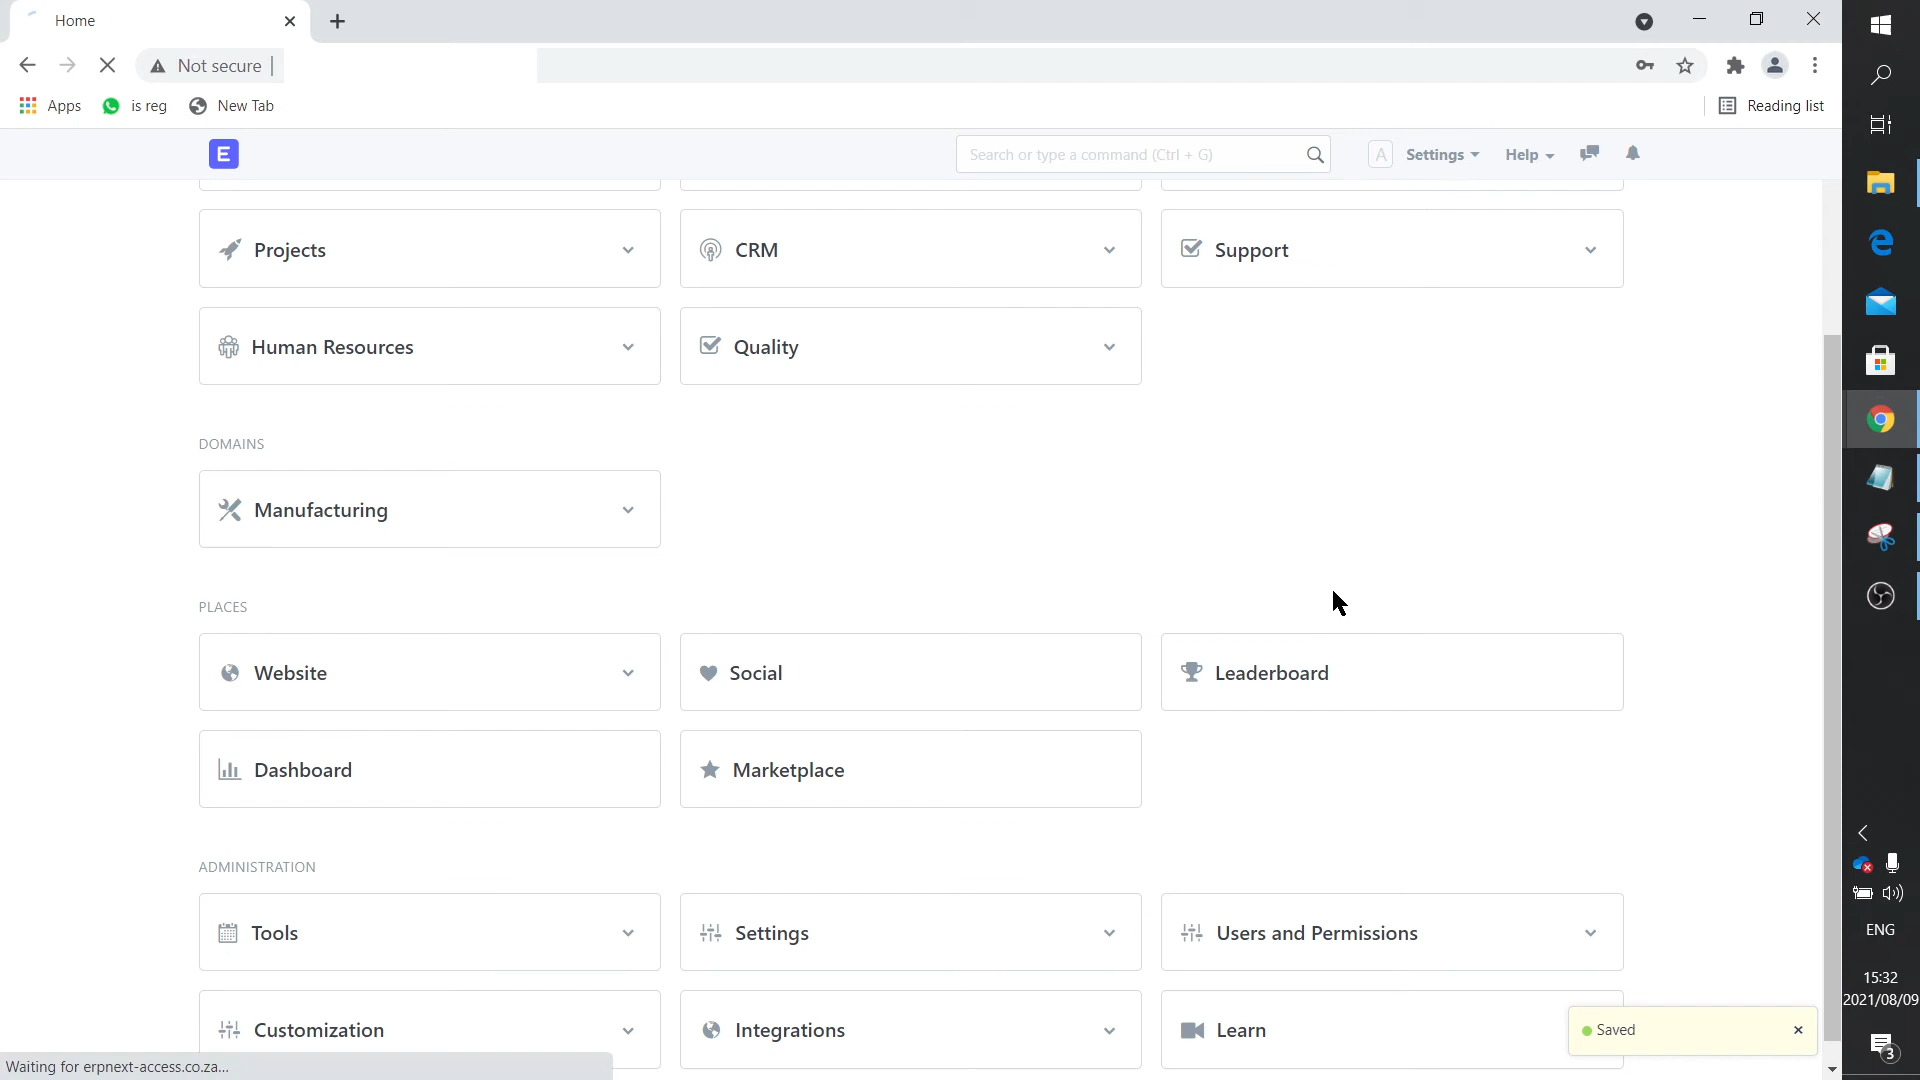 Home
Not secure
Apps
is reg
New Tab
Reading list
E
Search or type a command (Ctrl + G)
A
Settings
Help
Projects
CRM
Support
Human Resources
Quality
DOMAINS
Manufacturing
PLACES
Website
Social
Leaderboard
Dashboard
Marketplace
ADMINISTRATION
Tools
Settings
Users and Permissions
Customization
Integrations
Learn
Saved
Waiting for erpnext-access.co.za...
ENG
15:32
2021/08/09
3